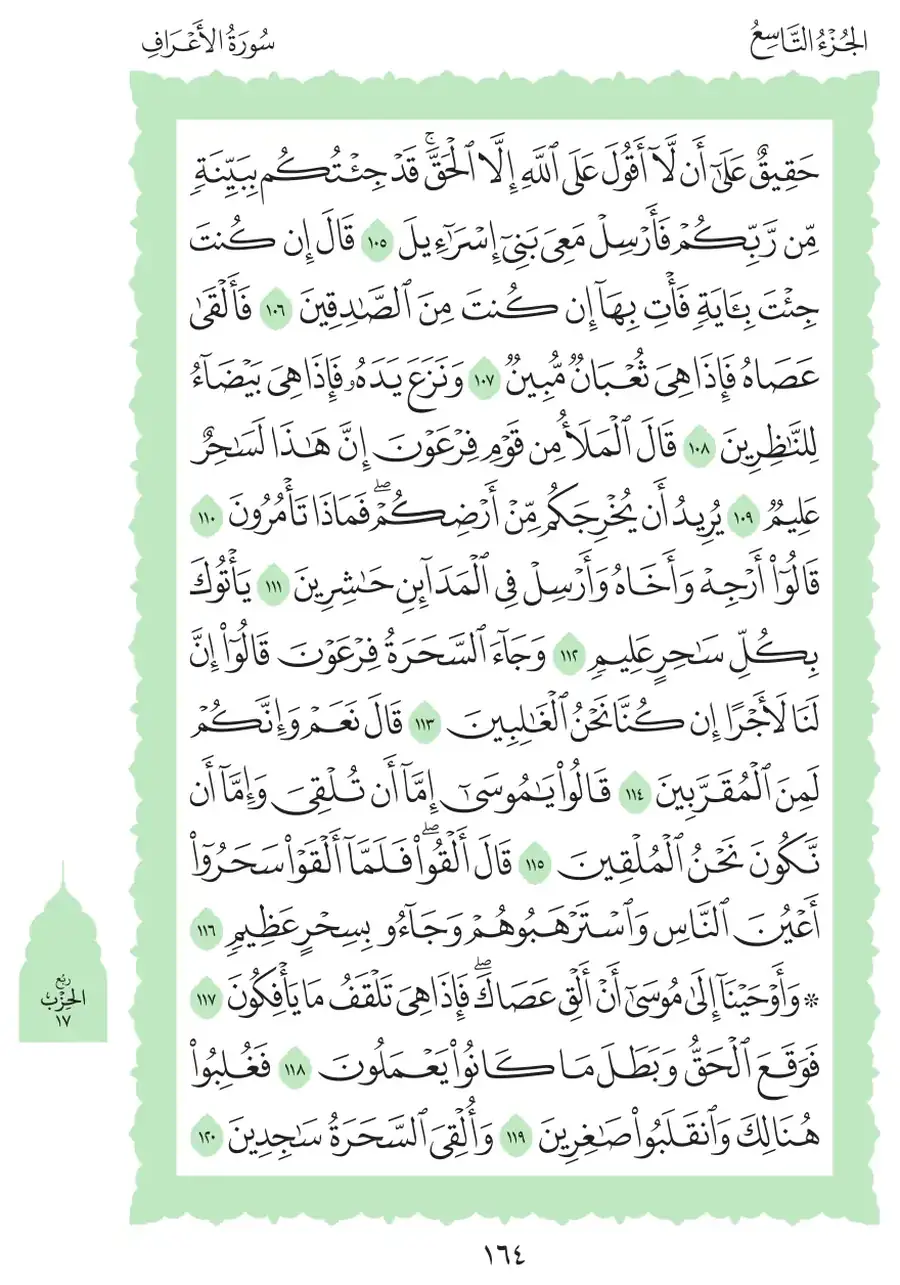 الجُزْءُ التَّاسِعُ
سُورَةُ الأَعْرَافِ
حَقِيقٌ عَلَىٰٓ أَن لَّآ أَقُولَ عَلَى ٱللَّهِ إِلَّا ٱلۡحَقَّۚ قَدۡ جِئۡتُكُم بِبَيِّنَةٖ
مِّن رَّبِّكُمۡ فَأَرۡسِلۡ مَعِيَ بَنِيٓ إِسۡرَٰٓءِيلَ ١٠٥ قَالَ إِن كُنتَ
جِئۡتَ بِـَٔايَةٖ فَأۡتِ بِهَآ إِن كُنتَ مِنَ ٱلصَّٰدِقِينَ ١٠٦ فَأَلۡقَىٰ
عَصَاهُ فَإِذَا هِيَ ثُعۡبَانٞ مُّبِينٞ ١٠٧ وَنَزَعَ يَدَهُۥ فَإِذَا هِيَ بَيۡضَآءُ
لِلنَّٰظِرِينَ ١٠٨ قَالَ ٱلۡمَلَأُ مِن قَوۡمِ فِرۡعَوۡنَ إِنَّ هَٰذَا لَسَٰحِرٌ
عَلِيمٞ ١٠٩ يُرِيدُ أَن يُخۡرِجَكُم مِّنۡ أَرۡضِكُمۡۖ فَمَاذَا تَأۡمُرُونَ ١١٠
قَالُوٓاْ أَرۡجِهۡ وَأَخَاهُ وَأَرۡسِلۡ فِي ٱلۡمَدَآئِنِ حَٰشِرِينَ ١١١ يَأۡتُوكَ
بِكُلِّ سَٰحِرٍ عَلِيمٖ ١١٢ وَجَآءَ ٱلسَّحَرَةُ فِرۡعَوۡنَ قَالُوٓاْ إِنَّ
لَنَا لَأَجۡرًا إِن كُنَّا نَحۡنُ ٱلۡغَٰلِبِينَ ١١٣ قَالَ نَعَمۡ وَإِنَّكُمۡ
لَمِنَ ٱلۡمُقَرَّبِينَ ١١٤ قَالُواْ يَٰمُوسَىٰٓ إِمَّآ أَن تُلۡقِيَ وَإِمَّآ أَن
نَّكُونَ نَحۡنُ ٱلۡمُلۡقِينَ ١١٥ قَالَ أَلۡقُواْۖ فَلَمَّآ أَلۡقَوۡاْ سَحَرُوٓاْ
أَعۡيُنَ ٱلنَّاسِ وَٱسۡتَرۡهَبُوهُمۡ وَجَآءُو بِسِحۡرٍ عَظِيمٖ ١١٦
۞ وَأَوۡحَيۡنَآ إِلَىٰ مُوسَىٰٓ أَنۡ أَلۡقِ عَصَاكَۖ فَإِذَا هِيَ تَلۡقَفُ مَا يَأۡفِكُونَ ١١٧
فَوَقَعَ ٱلۡحَقُّ وَبَطَلَ مَا كَانُواْ يَعۡمَلُونَ ١١٨ فَغُلِبُواْ
هُنَالِكَ وَٱنقَلَبُواْ صَٰغِرِينَ ١١٩ وَأُلۡقِيَ ٱلسَّحَرَةُ سَٰجِدِينَ ١٢٠
رُبْع
الحِزْب
١٧
١٦٤